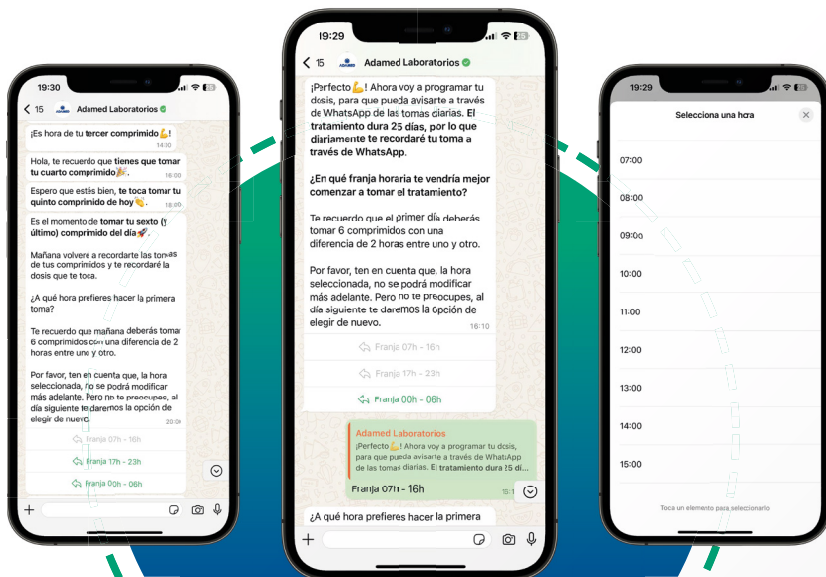 19:30
15
ADAMED
Adamed Laboratorios
¡Es hora de tu tercer comprimido💪!
14:10
Hola, te recuerdo que tienes que tomar
tu cuarto comprimido🎉.
16:00
Espero que estés bien, te toca tomar tu
quinto comprimido de hoy👏.
18:00
Es el momento de tomar tu sexto (y
último) comprimido del día🚀.
Mañana volveré a recordarte las tomas
de tus comprimidos y te recordaré la
dosis que te toca.
¿A qué hora prefieres hacer la primera
toma?
Te recuerdo que mañana deberás tomar
6 comprimidos con una diferencia de 2
horas entre uno y otro.
Por favor, ten en cuenta que, la hora
seleccionada, no se podrá modificar
más adelante. Pero no te preocupes, al
día siguiente te daremos la opción de
elegir de nuevo.
Franja 07h - 16h
Franja 17h - 23h
Franja 00h - 06h
19:29
25
15
ADAMED
Adamed Laboratorios
¡Perfecto💪! Ahora voy a programar tu
dosis, para que pueda avisarte a través
de WhatsApp de las tomas diarias. El
tratamiento dura 25 días, por lo que
diariamente te recordaré tu toma a
través de WhatsApp.
¿En qué franja horaria te vendría mejor
comenzar a tomar el tratamiento?
Te recuerdo que el primer día deberás
tomar 6 comprimidos con una
diferencia de 2 horas entre uno y otro.
Por favor, ten en cuenta que, la hora
seleccionada, no se podrá modificar
más adelante. Pero no te preocupes, al
día siguiente te daremos la opción de
elegir de nuevo.
16:10
Franja 07h - 16h
Franja 17h - 23h
Franja 00h - 06h
Adamed Laboratorios
¡Perfecto💪! Ahora voy a programar tu dosis,
para que pueda avisarte a través de WhatsApp
de las tomas diarias. El tratamiento dura 25 dí...
Franja 07h - 16h
¿A qué hora prefieres hacer la primera
19:29
Selecciona una hora
07:00
08:00
09:00
10:00
11:00
12:00
13:00
14:00
15:00
Toca un elemento para seleccionarlo